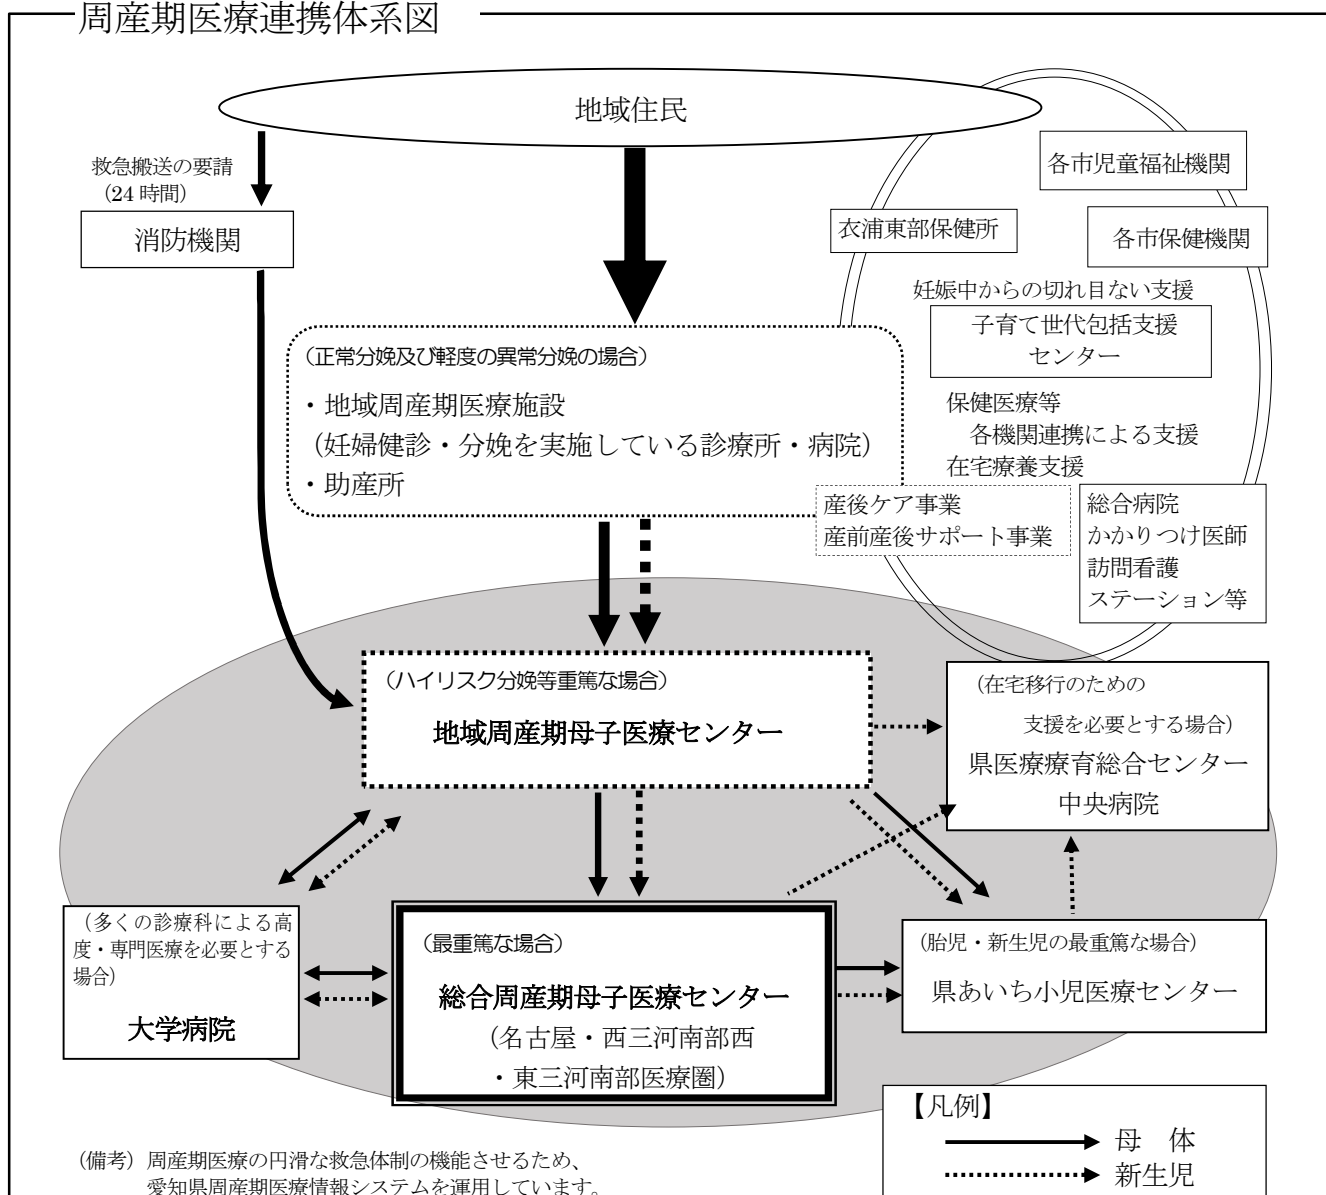 周産期医療連携体系図
地域住民
救急搬送の要請
（24 時間）
消防機関
各市児童福祉機関
衣浦東部保健所
各市保健機関
妊娠中からの切れ目ない支援
子育て世代包括支援
センター
保健医療等
各機関連携による支援
在宅療養支援
産後ケア事業
産前産後サポート事業
総合病院
かかりつけ医師
訪問看護
ステーション等
（正常分娩及び軽度の異常分娩の場合）
・地域周産期医療施設
（妊婦健診・分娩を実施している診療所・病院）
・助産所
（ハイリスク分娩等重篤な場合）
地域周産期母子医療センター
（在宅移行のための
支援を必要とする場合）
県医療療育総合センター
中央病院
（多くの診療科による高
度・専門医療を必要とする
場合）
大学病院
（最重篤な場合）
総合周産期母子医療センター
（名古屋・西三河南部西
・東三河南部医療圏）
（胎児・新生児の最重篤な場合）
県あいち小児医療センター
【凡例】
母　体
新生児
（備考）周産期医療の円滑な救急体制の機能させるため、
愛知県周産期医療情報システムを運用しています。